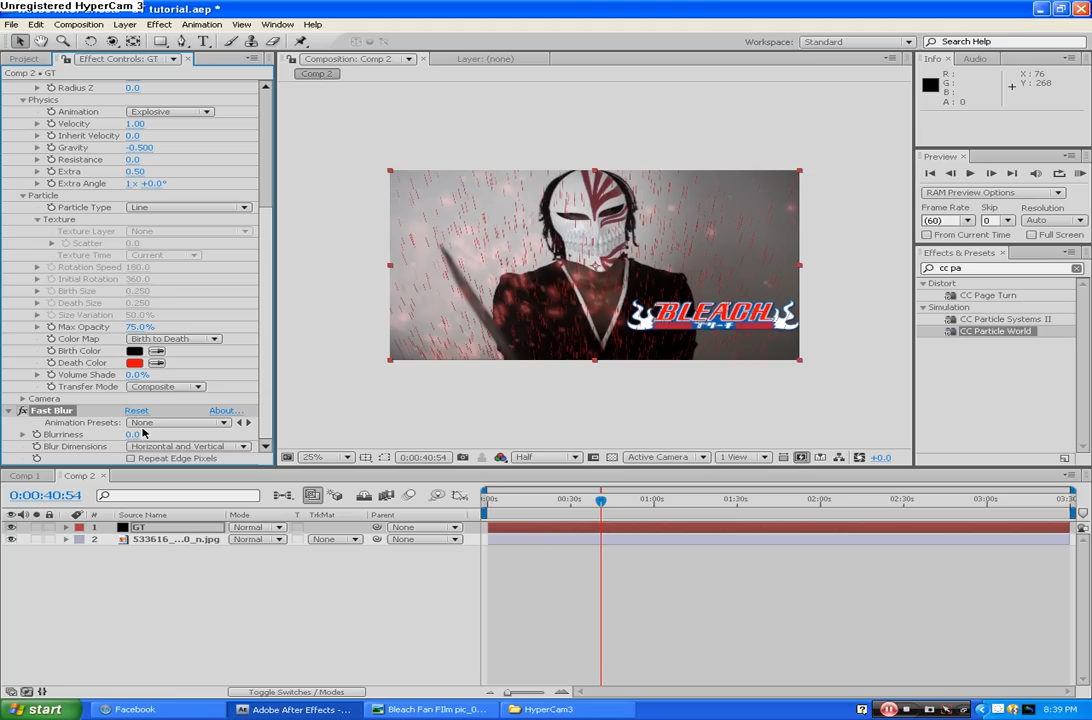 Unregistered HyperCam 3
tutorial.aep *
File Edit Composition Layer Effect Animation View Window Help
Workspace: Standard
Search Help
Project Effect Controls: GT
Composition: Comp 2 Layer: (none)
Info Audio
Comp 2 • GT
Comp 2
R : X : 76
G : Y : 268
B :
A : 0
Radius Z 0.0
Physics
Animation Explosive
Velocity 1.00
Inherit Velocity 0.0
Gravity -0.500
Resistance 0.0
Extra 0.50
Extra Angle 1 x +0.0°
Particle
Particle Type Line
Texture
Texture Layer None
Scatter 0.0
Texture Time Current
Rotation Speed 180.0
Initial Rotation 360.0
Birth Size 0.250
Death Size 0.250
Size Variation 50.0%
Max Opacity 75.0%
Color Map Birth to Death
Birth Color
Death Color
Volume Shade 0.0%
Transfer Mode Composite
Camera
fx Fast Blur Reset About...
Animation Presets: None
Blurriness 0.0
Blur Dimensions Horizontal and Vertical
Repeat Edge Pixels
BLEACH
ブリーチ
Preview
RAM Preview Options
Frame Rate Skip Resolution
(60) 0 Auto
From Current Time Full Screen
Effects & Presets
cc pa
Distort
CC Page Turn
Simulation
CC Particle Systems II
CC Particle World
25% 0:00:40:54 Half Active Camera 1 View +0.0
Comp 1 Comp 2
0:00:40:54
:00s 00:30s 01:00s 01:30s 02:00s 02:30s 03:00s 03:30
# Source Name Mode T TrkMat Parent
1 GT Normal None
2 533616_...0_n.jpg Normal None None
Toggle Switches / Modes
start Facebook Adobe After Effects - ... Bleach Fan FIlm pic_0... HyperCam3 8:39 PM